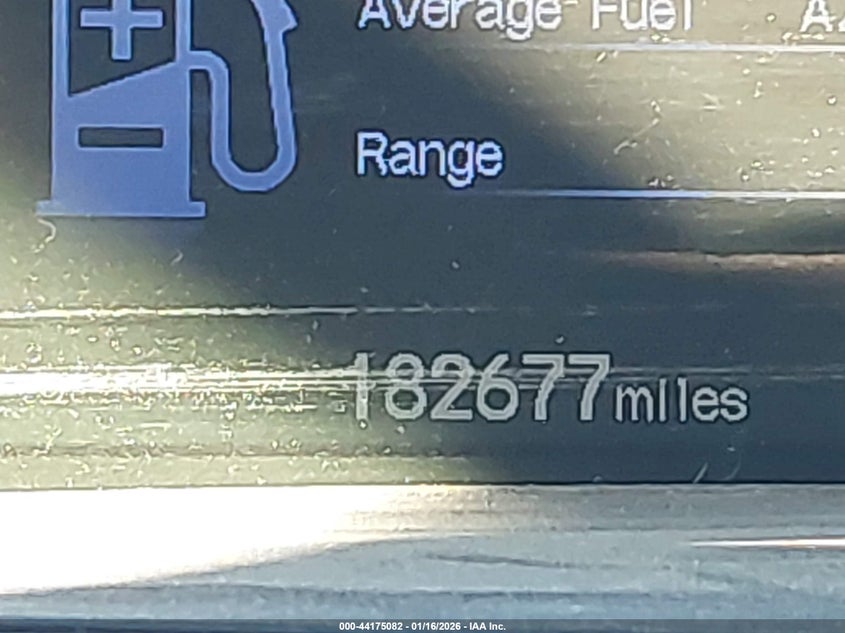 Average Fuel
Range
182677 miles
000-44175082 - 01/16/2026 - IAA Inc.